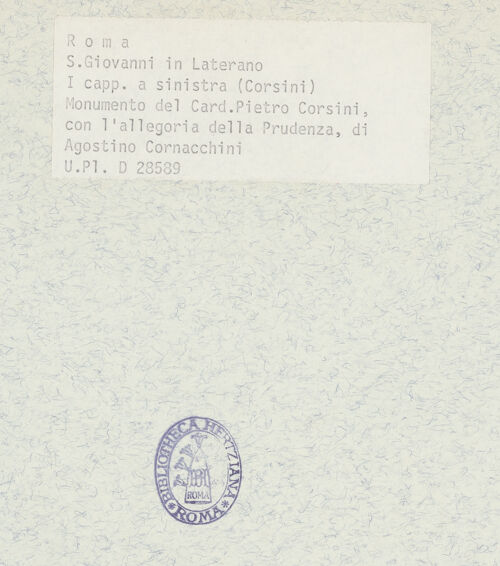 R o m a
S.Giovanni in Laterano
I capp. a sinistra (Corsini)
Monumento del Card.Pietro Corsini,
con l'allegoria della Prudenza, di
Agostino Cornacchini
U.Pl. D 28589
BIBLIOTHECA HERTZIANA
ROMA
* ROMA *